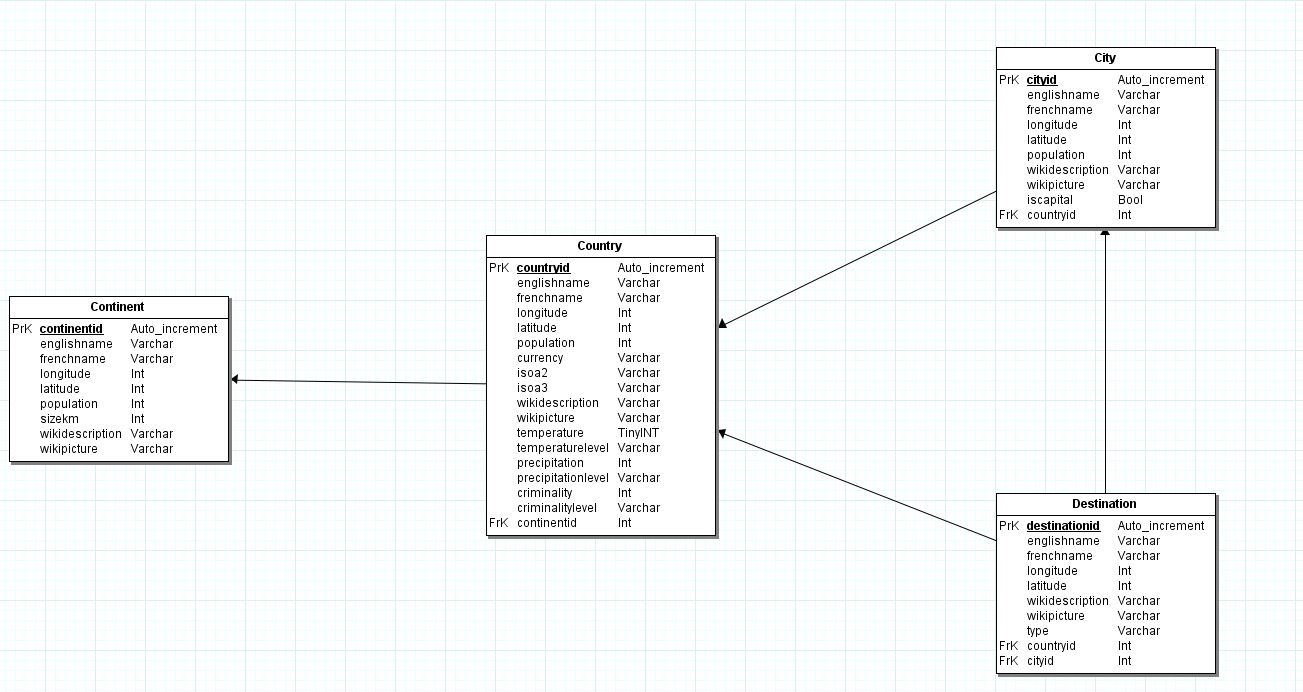 City
PrK cityid Auto_increment
englishname Varchar
frenchname Varchar
longitude Int
latitude Int
population Int
wikidescription Varchar
wikipicture Varchar
iscapital Bool
FrK countryid Int
Country
PrK countryid Auto_increment
englishname Varchar
frenchname Varchar
longitude Int
latitude Int
population Int
currency Varchar
isoa2 Varchar
isoa3 Varchar
wikidescription Varchar
wikipicture Varchar
temperature TinyINT
temperaturelevel Varchar
precipitation Int
precipitationlevel Varchar
criminality Int
criminalitylevel Varchar
FrK continentid Int
Continent
PrK continentid Auto_increment
englishname Varchar
frenchname Varchar
longitude Int
latitude Int
population Int
sizekm Int
wikidescription Varchar
wikipicture Varchar
Destination
PrK destinationid Auto_increment
englishname Varchar
frenchname Varchar
longitude Int
latitude Int
wikidescription Varchar
wikipicture Varchar
type Varchar
FrK countryid Int
FrK cityid Int